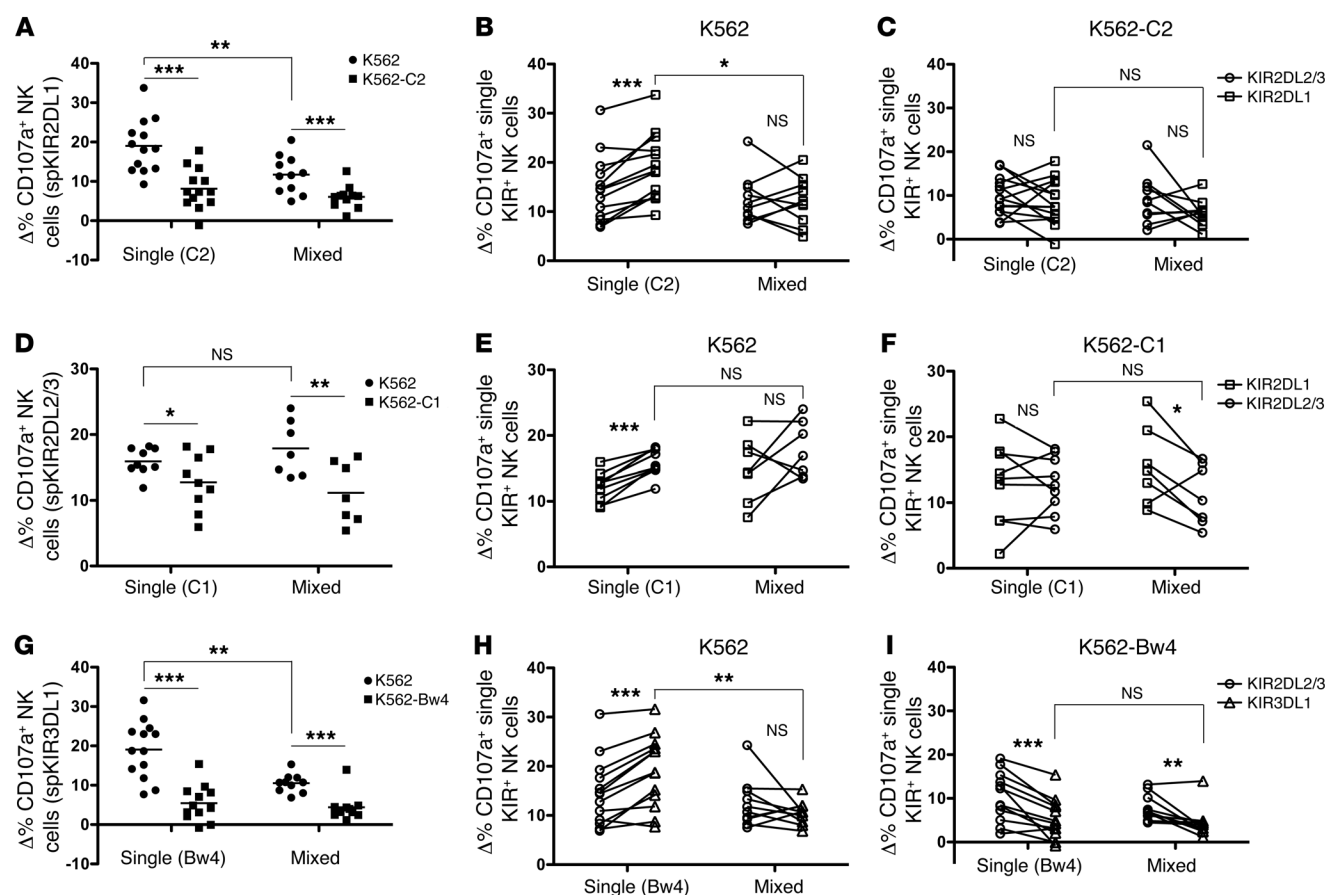 A
Δ% CD107a⁺ NK
cells (spKIR2DL1)
40
30
20
10
0
-10
**
***
***
K562
K562-C2
Single (C2)
Mixed
B
K562
Δ% CD107a⁺ single
KIR⁺ NK cells
40
30
20
10
0
***
*
NS
Single (C2)
Mixed
C
K562-C2
Δ% CD107a⁺ single
KIR⁺ NK cells
40
30
20
10
0
NS
NS
NS
KIR2DL2/3
KIR2DL1
Single (C2)
Mixed
D
Δ% CD107a⁺ NK
cells (spKIR2DL2/3)
30
20
10
0
NS
*
**
K562
K562-C1
Single (C1)
Mixed
E
K562
Δ% CD107a⁺ single
KIR⁺ NK cells
30
20
10
0
***
NS
NS
Single (C1)
Mixed
F
K562-C1
Δ% CD107a⁺ single
KIR⁺ NK cells
30
20
10
0
NS
NS
*
KIR2DL1
KIR2DL2/3
Single (C1)
Mixed
G
Δ% CD107a⁺ NK
cells (spKIR3DL1)
40
30
20
10
0
-10
**
***
***
K562
K562-Bw4
Single (Bw4)
Mixed
H
K562
Δ% CD107a⁺ single
KIR⁺ NK cells
40
30
20
10
0
***
**
NS
Single (Bw4)
Mixed
I
K562-Bw4
Δ% CD107a⁺ single
KIR⁺ NK cells
40
30
20
10
0
***
NS
**
KIR2DL2/3
KIR3DL1
Single (Bw4)
Mixed